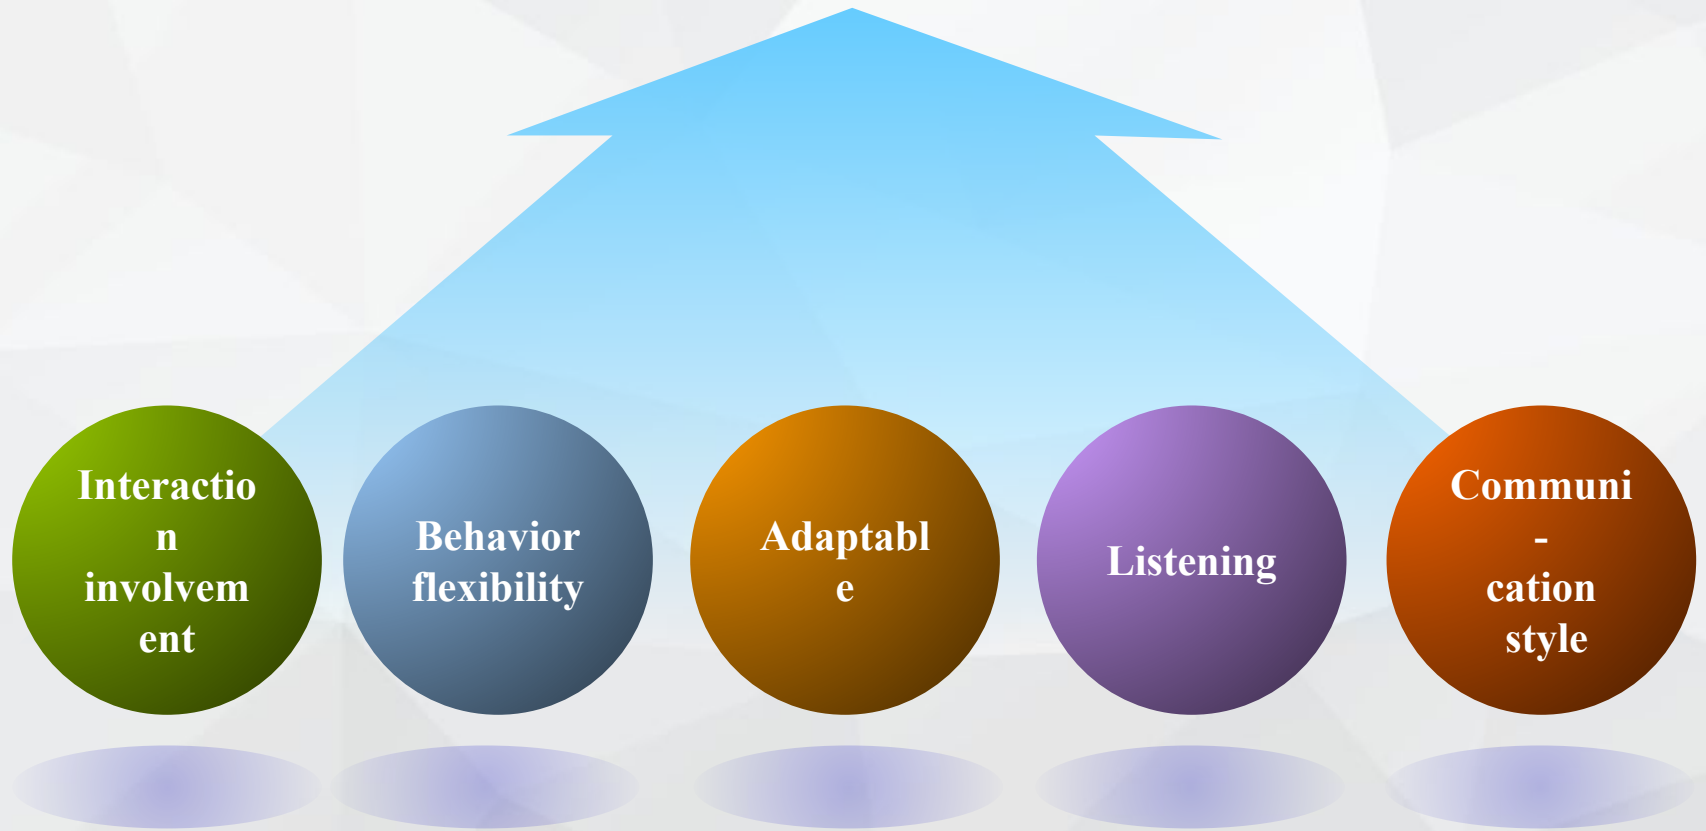 Interactio
n
involvem
ent
Behavior
flexibility
Adaptabl
e
Listening
Communi
-
cation
style